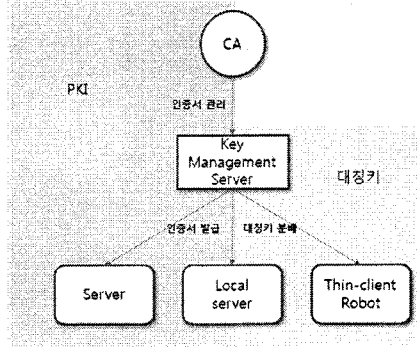 CA
PKI
인증서 관리
Key
Management
Server
대칭키
인증서 발급
대칭키 분배
Server
Local
server
Thin-client
Robot